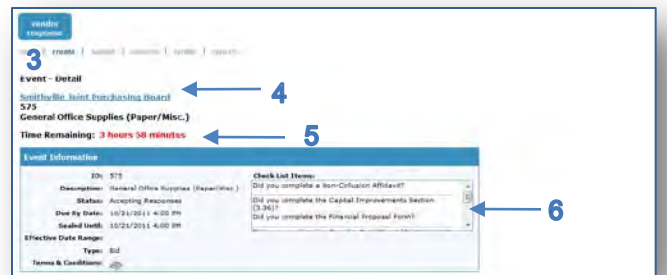 vendor
response
3
create
Event - Detail
Smithville Joint Purchasing Board
4
575
General Office Supplies (Paper/Misc.)
Time Remaining: 3 hours 58 minutes
5
Event Information
ID: 575
Description: General Office Supplies (Paper/Misc.)
Status: Accepting Responses
Due By Date: 10/21/2011 4:00 PM
Sealed Until: 10/21/2011 4:00 PM
Effective Date Range:
Type: Bid
Terms & Conditions:
Check List Items:
Did you complete a Non-Collusion Affidavit?
Did you complete the Capital Improvements Section
(3.36)?
Did you complete the Financial Proposal Form?
6